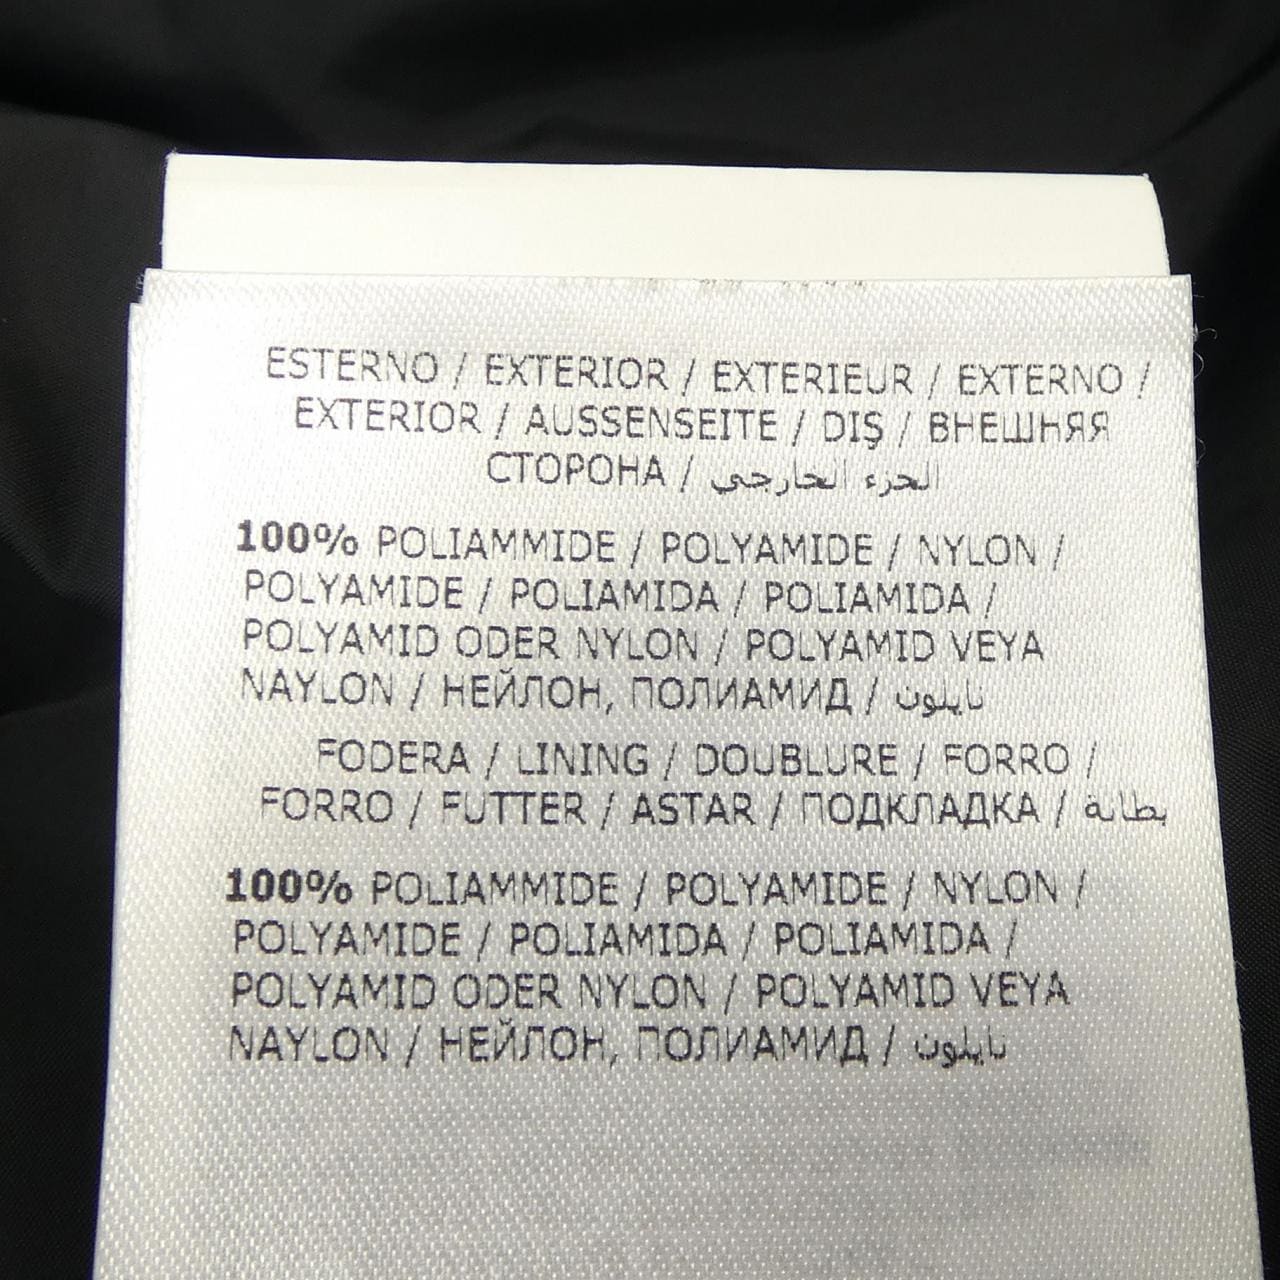 ESTERNO / EXTERIOR / EXTERIEUR / EXTERNO /
EXTERIOR / AUSSENSEITE / DIŞ / ВНЕШНЯЯ
СТОРОНА / الجزء الخارجي
100% POLIAMMIDE / POLYAMIDE / NYLON /
POLYAMIDE / POLIAMIDA / POLIAMIDA /
POLYAMID ODER NYLON / POLYAMID VEYA
NAYLON / НЕЙЛОН, ПОЛИАМИД / نايلون
FODERA / LINING / DOUBLURE / FORRO /
FORRO / FUTTER / ASTAR / ПОДКЛАДКА / بطانة
100% POLIAMMIDE / POLYAMIDE / NYLON /
POLYAMIDE / POLIAMIDA / POLIAMIDA /
POLYAMID ODER NYLON / POLYAMID VEYA
NAYLON / НЕЙЛОН, ПОЛИАМИД / نايلون